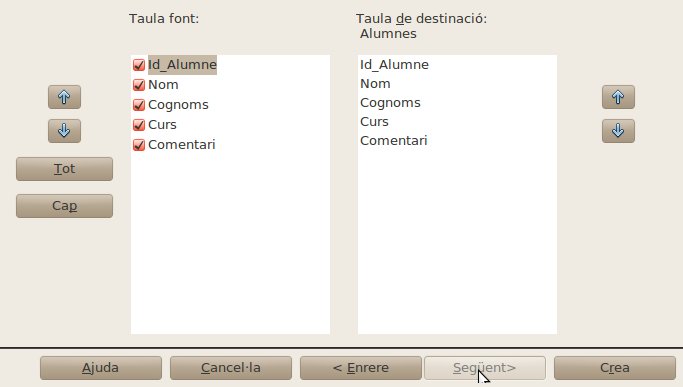 Taula font:
Taula de destinació:
Alumnes
Id_Alumne
Nom
Cognoms
Curs
Comentari
Id_Alumne
Nom
Cognoms
Curs
Comentari
Tot
Cap
Ajuda
Cancel·la
< Enrere
Següent>
Crea